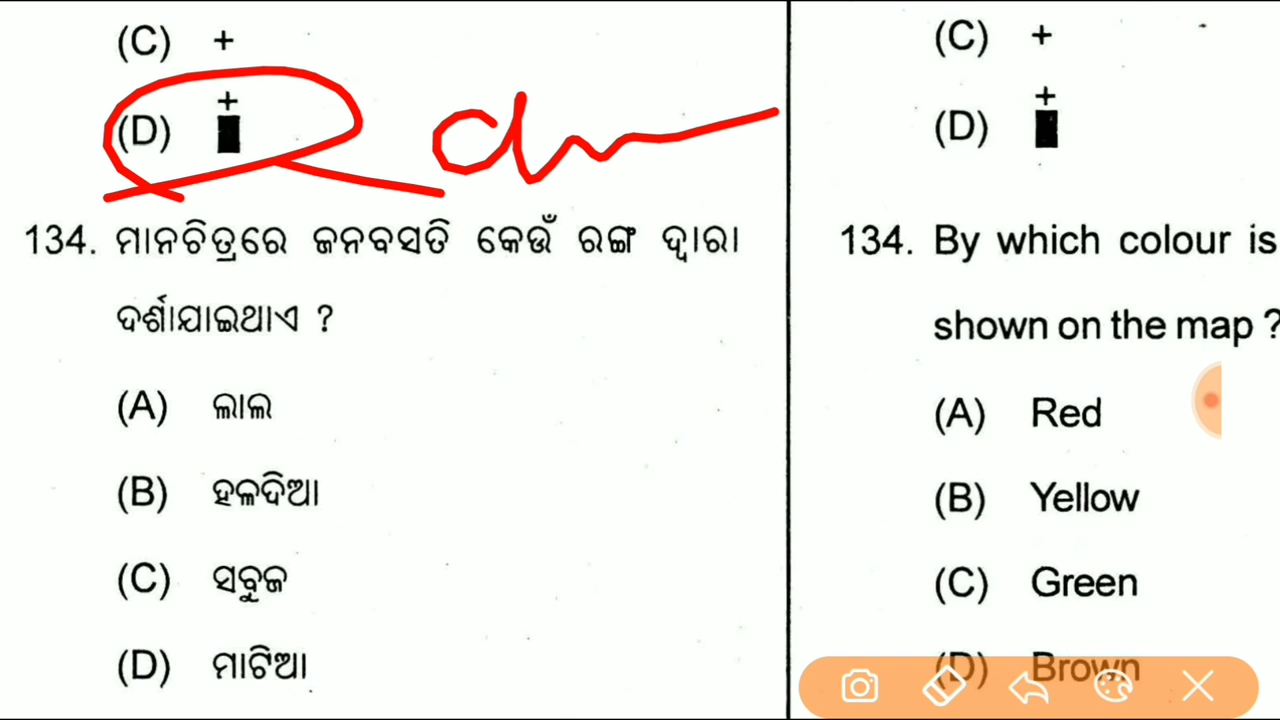 (C) +
(D) +
134. ମାନଚିତ୍ରରେ ଜନବସତି କେଉଁ ରଙ୍ଗ ଦ୍ୱାରା
ଦର୍ଶାଯାଇଥାଏ ?
(A) ଲାଲ
(B) ହଳଦିଆ
(C) ସବୁଜ
(D) ମାଟିଆ
(C) +
(D) +
134. By which colour is
shown on the map ?
(A) Red
(B) Yellow
(C) Green
(D) Brown